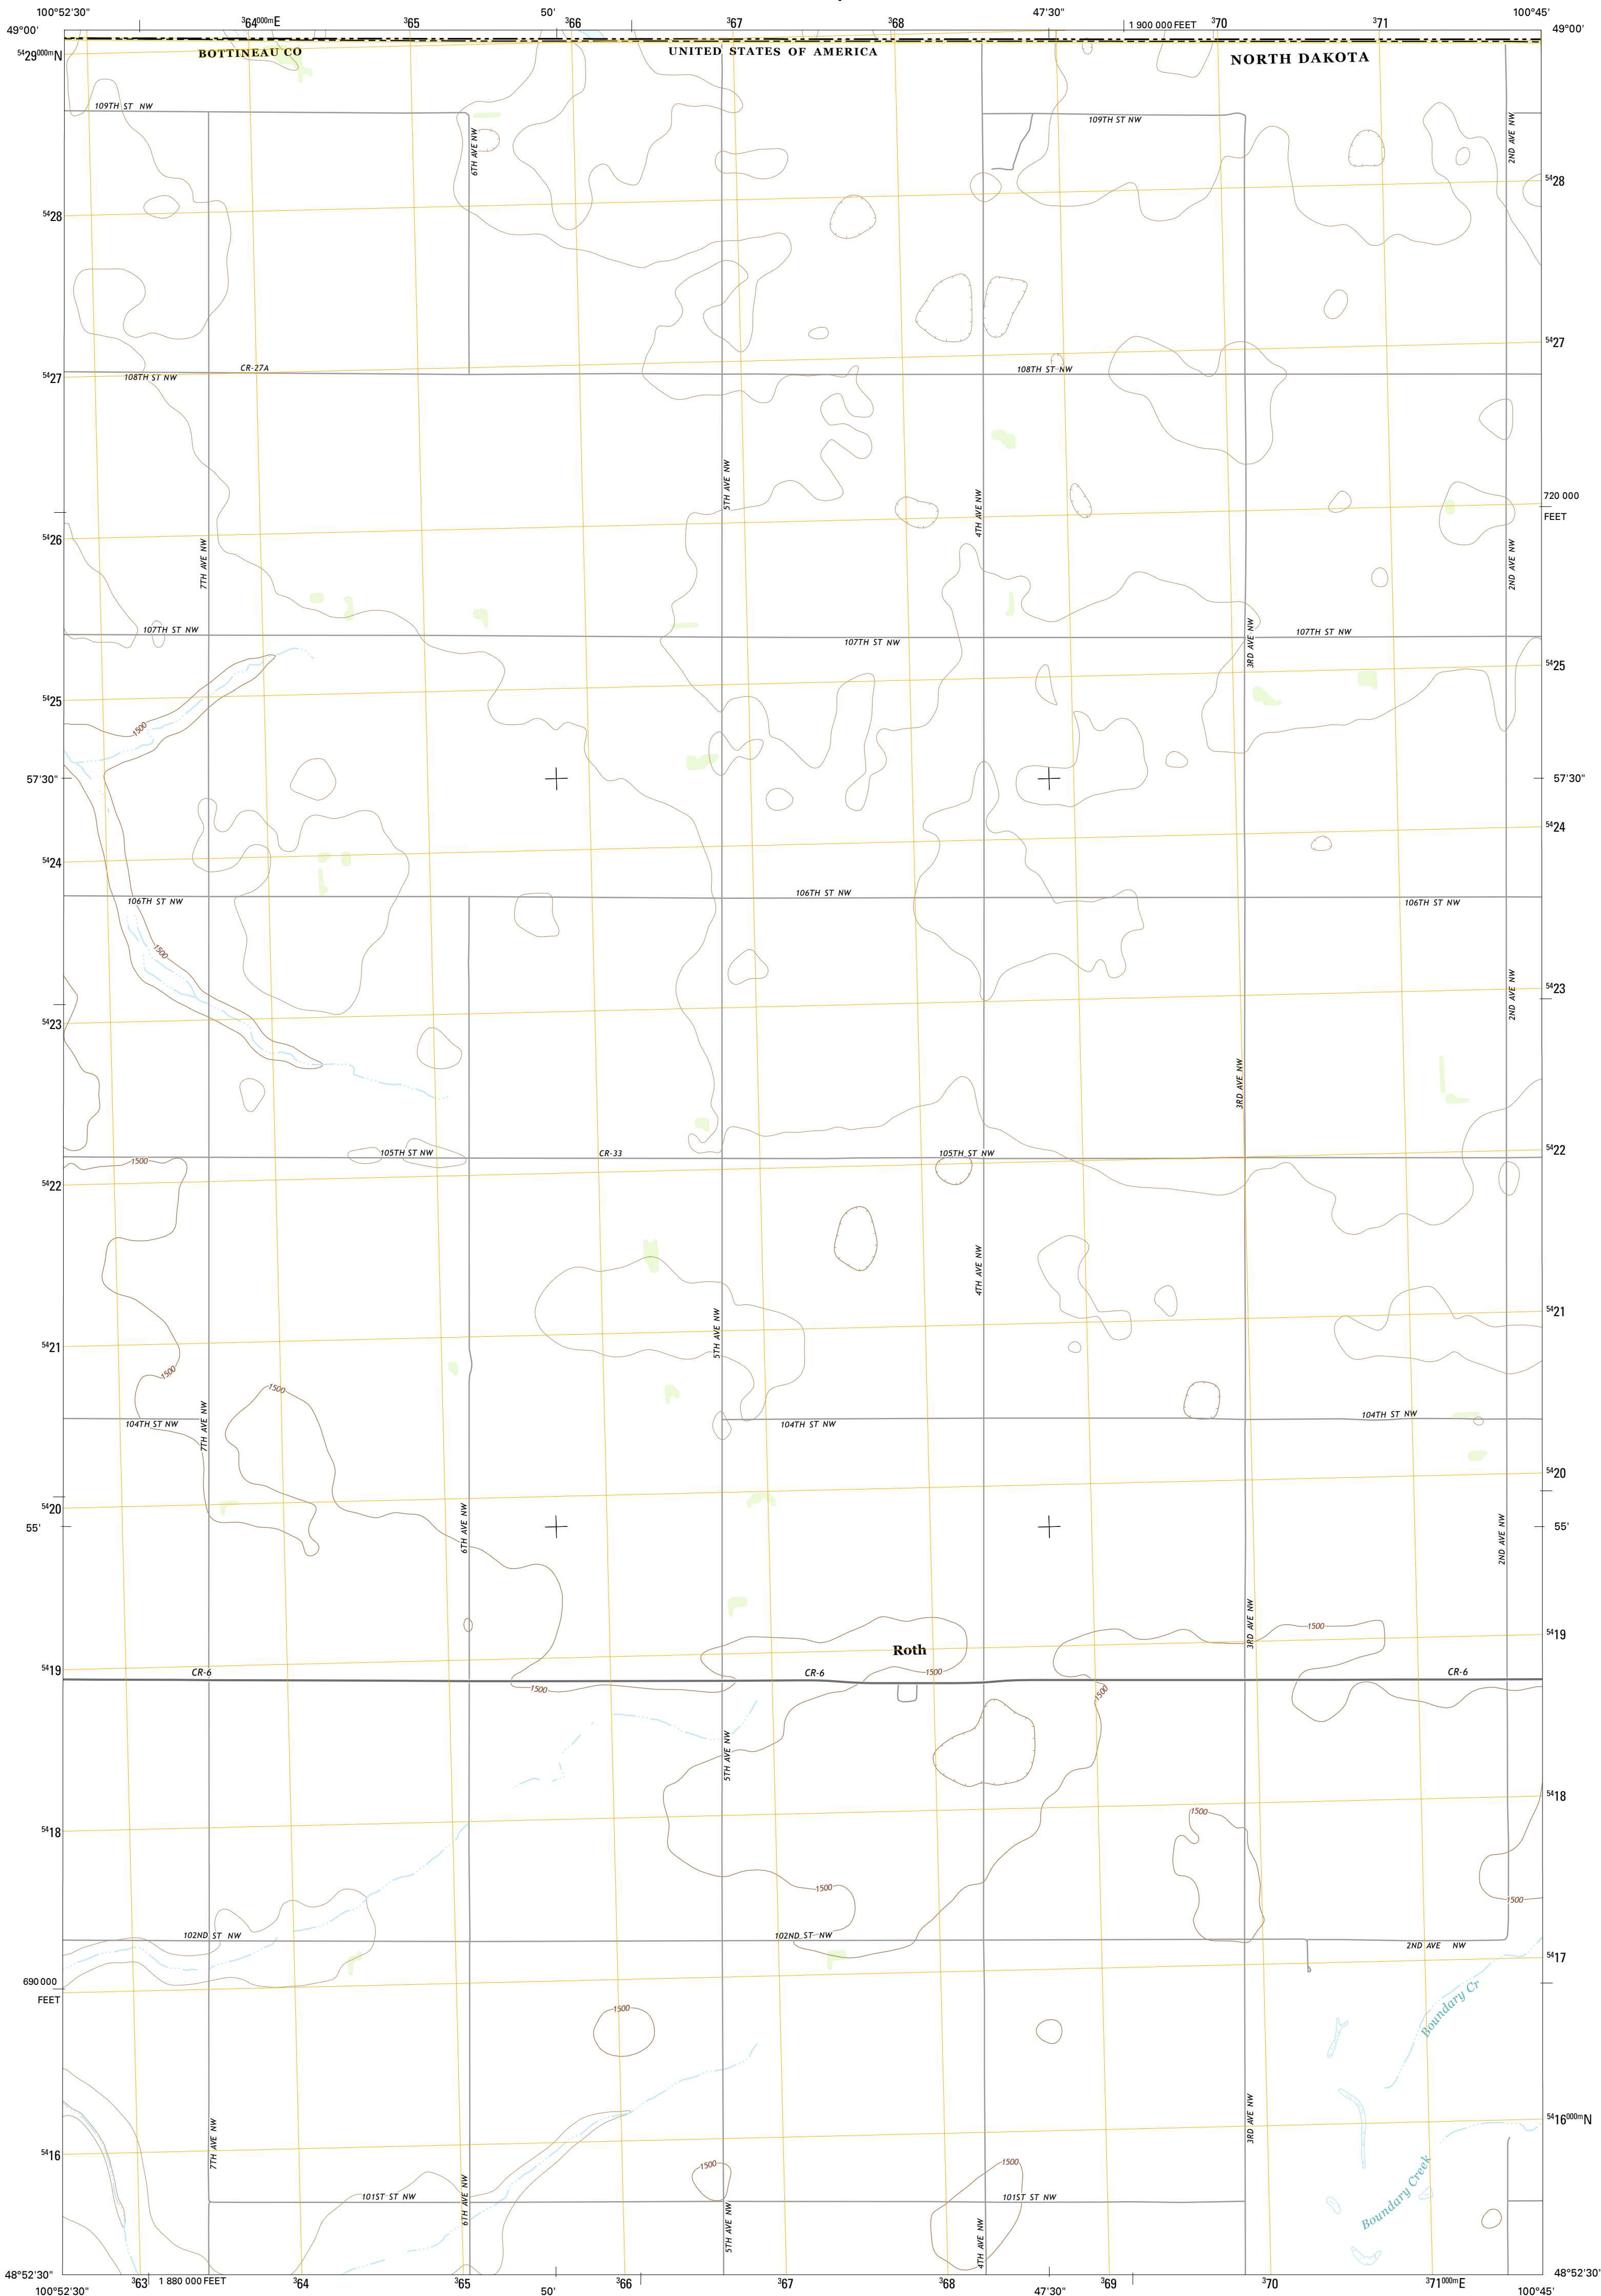 100°52'30" ³64⁰⁰⁰ᵐE ³65 50' ³66 ³67 ³68 47'30" 1 900 000 FEET ³70 ³71 100°45'
49°00' 49°00'
⁵⁴29⁰⁰⁰ᵐN BOTTINEAU CO UNITED STATES OF AMERICA NORTH DAKOTA
109TH ST NW 109TH ST NW
6TH AVE NW 2ND AVE NW
⁵⁴28
⁵⁴28
⁵⁴27
CR-27A 108TH ST NW
⁵⁴27 108TH ST NW
5TH AVE NW 4TH AVE NW
720 000
FEET
⁵⁴26
7TH AVE NW 2ND AVE NW
107TH ST NW 107TH ST NW 3RD AVE NW 107TH ST NW
⁵⁴25
⁵⁴25
1500
57'30" 57'30"
⁵⁴24
⁵⁴24
106TH ST NW 106TH ST NW 106TH ST NW
1500
⁵⁴23
2ND AVE NW
⁵⁴23
3RD AVE NW
105TH ST NW CR-33 105TH ST NW ⁵⁴22
1500
⁵⁴22
4TH AVE NW
⁵⁴21
5TH AVE NW
⁵⁴21
1500
1500
104TH ST NW 7TH AVE NW 104TH ST NW 104TH ST NW
⁵⁴20
⁵⁴20
6TH AVE NW 2ND AVE NW
55' 55'
1500
3RD AVE NW ⁵⁴19
Roth
⁵⁴19 CR-6 CR-6 1500 CR-6
1500 1500
5TH AVE NW
⁵⁴18
1500
⁵⁴18
1500 1500
102ND ST NW 102ND ST NW 2ND AVE NW
⁵⁴17
690 000
FEET
Boundary Cr
1500
⁵⁴16⁰⁰⁰ᵐN
7TH AVE NW 3RD AVE NW
⁵⁴16
1500 1500
6TH AVE NW Boundary Creek
101ST ST NW 101ST ST NW
5TH AVE NW 4TH AVE NW
48°52'30" 48°52'30"
³63 1 880 000 FEET ³64 ³65 ³66 ³67 ³68 ³69 ³70 ³71⁰⁰⁰ᵐE
100°52'30" 50' 47'30" 100°45'